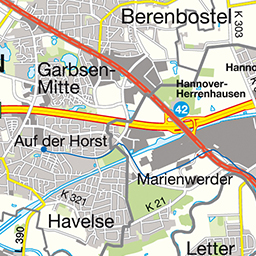 Berenbostel
K 303
Garbsen-
Mitte
Hannover-
Herrenhausen
42
Auf der Horst
Marienwerder
K 321
K 21
Havelse
L 390
Letter